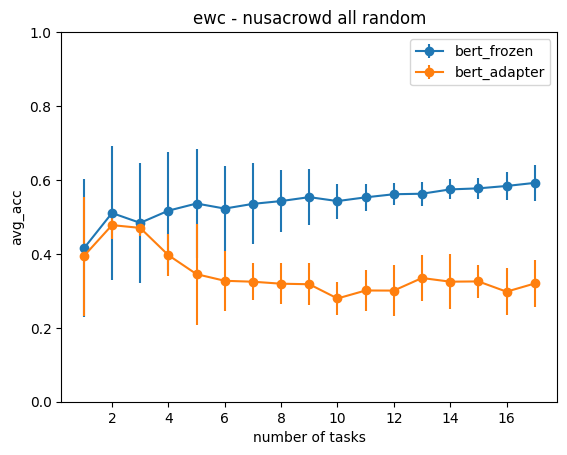 ewc - nusacrowd all random
bert_frozen
bert_adapter
avg_acc
1.0
0.8
0.6
0.4
0.2
0.0
2 4 6 8 10 12 14 16
number of tasks